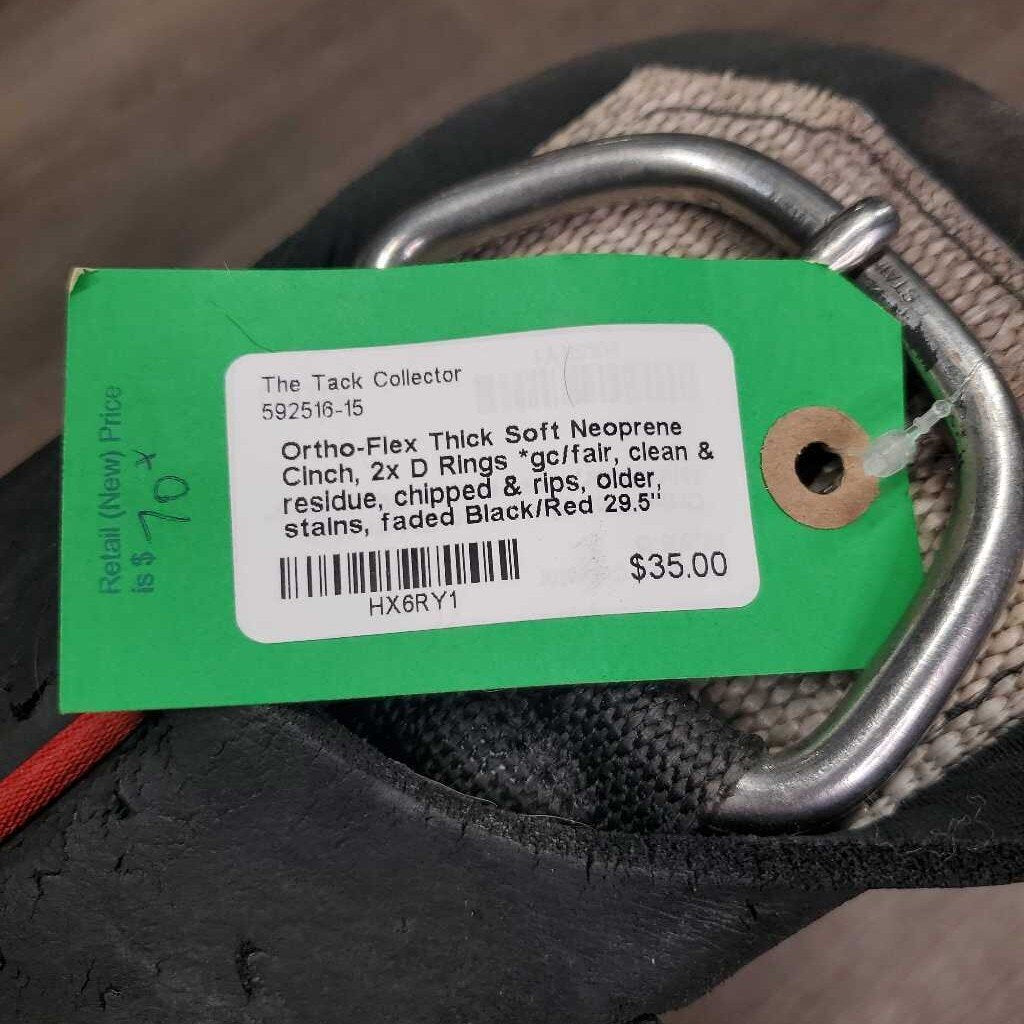 The Tack Collector
592516-15
Ortho-Flex Thick Soft Neoprene
Cinch, 2x D Rings *gc/fair, clean &
residue, chipped & rips, older,
stains, faded Black/Red 29.5"
HX6RY1
$35.00
Retail (New) Price
is $ 70